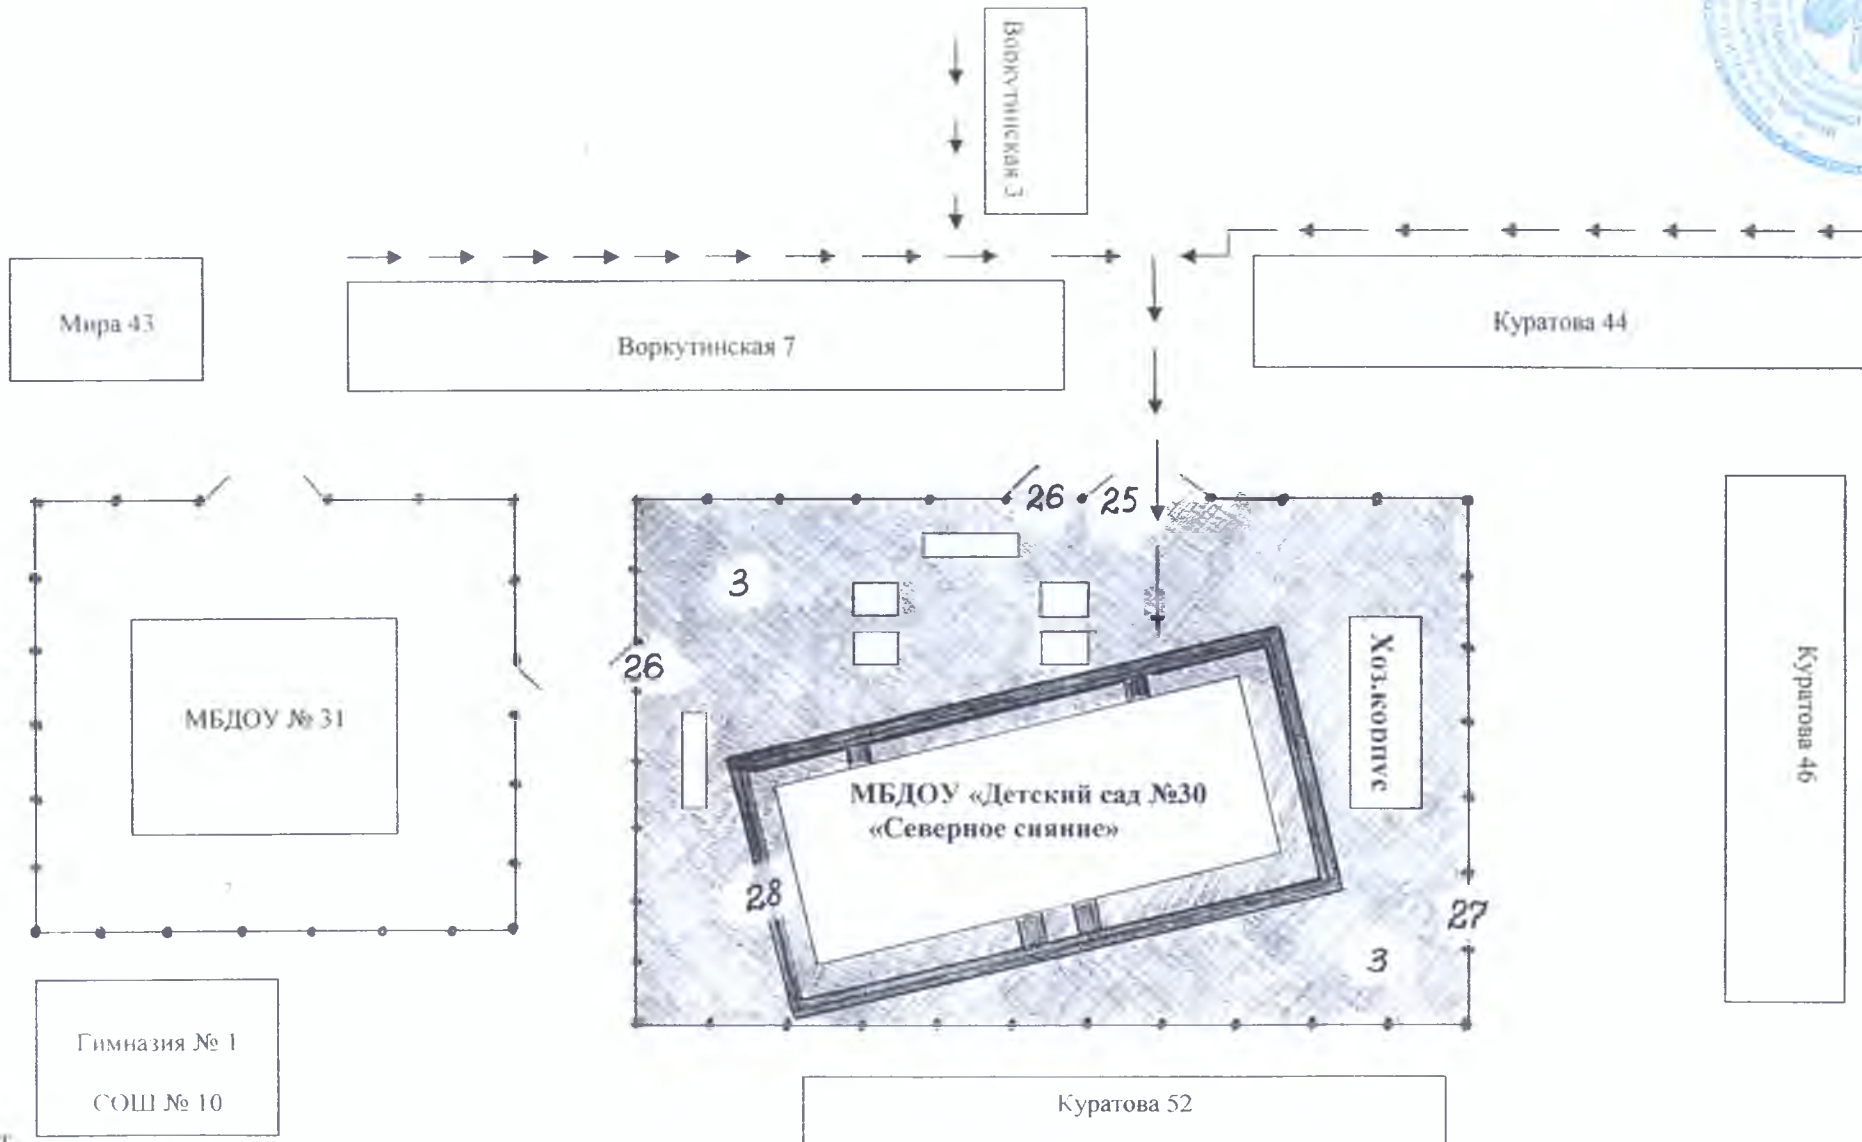 Воркутинская 3
Мира 43
Воркутинская 7
Куратова 44
26
25
3
26
Хоз.корпус
МБДОУ № 31
Куратова 46
МБДОУ «Детский сад №30
«Северное сияние»
28
27
3
Гимназия № 1
СОШ № 10
Куратова 52